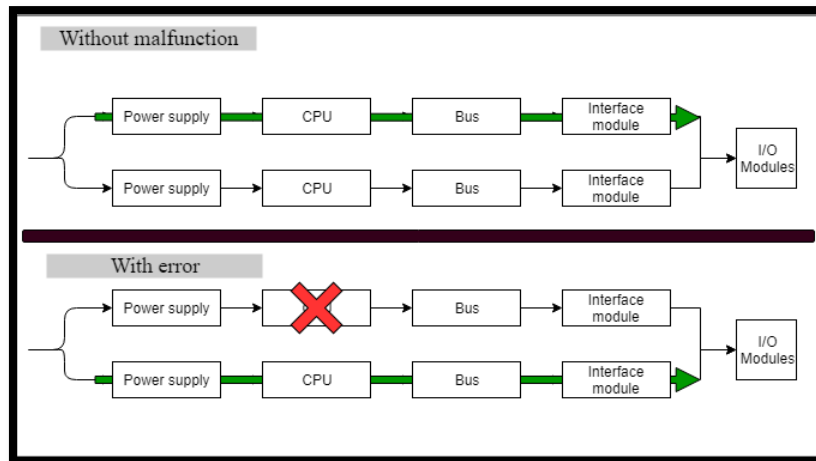 Without malfunction
Power supply
CPU
Bus
Interface
module
I/O
Modules
Power supply
CPU
Bus
Interface
module
With error
Power supply
Bus
Interface
module
I/O
Modules
Power supply
CPU
Bus
Interface
module